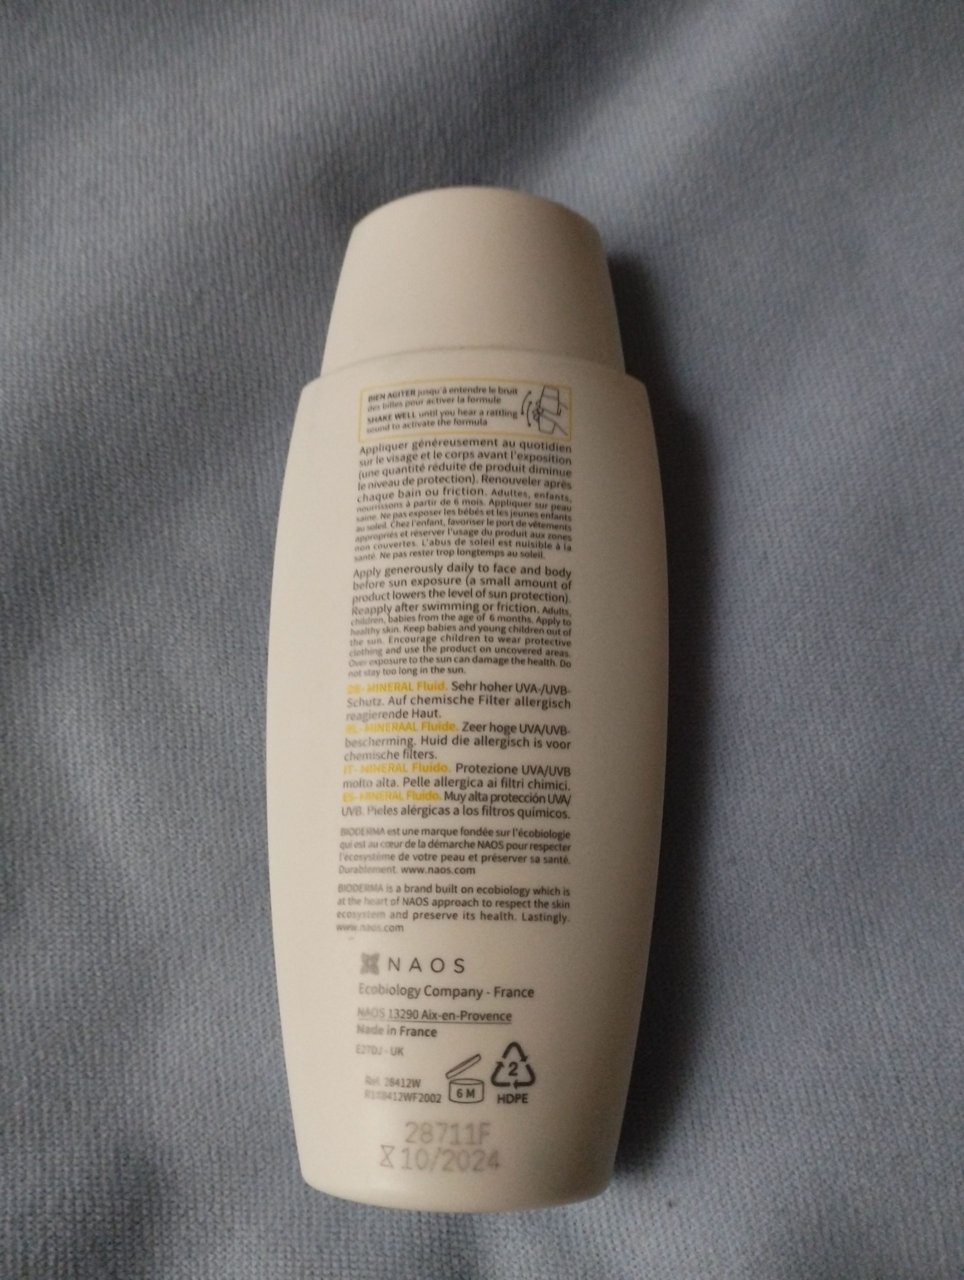 BIEN AGITER jusqu'à entendre le bruit
des billes pour activer la formule
SHAKE WELL until you hear a rattling
sound to activate the formula
Appliquer généreusement au quotidien
sur le visage et le corps avant l'exposition
(une quantité réduite de produit diminue
le niveau de protection). Renouveler après
chaque bain ou friction. Adultes, enfants,
nourrissons à partir de 6 mois. Appliquer sur peau
saine. Ne pas exposer les bébés et les jeunes enfants
au soleil. Chez l'enfant, favoriser le port de vêtements
appropriés et réserver l'usage du produit aux zones
non couvertes. L'abus de soleil est nuisible à la
santé. Ne pas rester trop longtemps au soleil.
Apply generously daily to face and body
before sun exposure (a small amount of
product lowers the level of sun protection).
Reapply after swimming or friction. Adults,
children, babies from the age of 6 months. Apply to
healthy skin. Keep babies and young children out of
the sun. Encourage children to wear protective
clothing and use the product on uncovered areas.
Over exposure to the sun can damage the health. Do
not stay too long in the sun.
DE- MINERAL Fluid. Sehr hoher UVA-/UVB-
Schutz. Auf chemische Filter allergisch
reagierende Haut.
NL- MINERAAL Fluide. Zeer hoge UVA/UVB-
bescherming. Huid die allergisch is voor
chemische filters.
IT- MINERAL Fluido. Protezione UVA/UVB
molto alta. Pelle allergica ai filtri chimici.
ES- MINERAL Fluido. Muy alta protección UVA/
UVB. Pieles alérgicas a los filtros químicos.
BIODERMA est une marque fondée sur l'écobiologie
qui est au cœur de la démarche NAOS pour respecter
l'écosystème de votre peau et préserver sa santé.
Durablement. www.naos.com
BIODERMA is a brand built on ecobiology which is
at the heart of NAOS approach to respect the skin
ecosystem and preserve its health. Lastingly.
www.naos.com
NAOS
Ecobiology Company - France
NAOS 13290 Aix-en-Provence
Made in France
- UK
Réf. 28412W
6 M
2
HDPE
28711F
10/2024